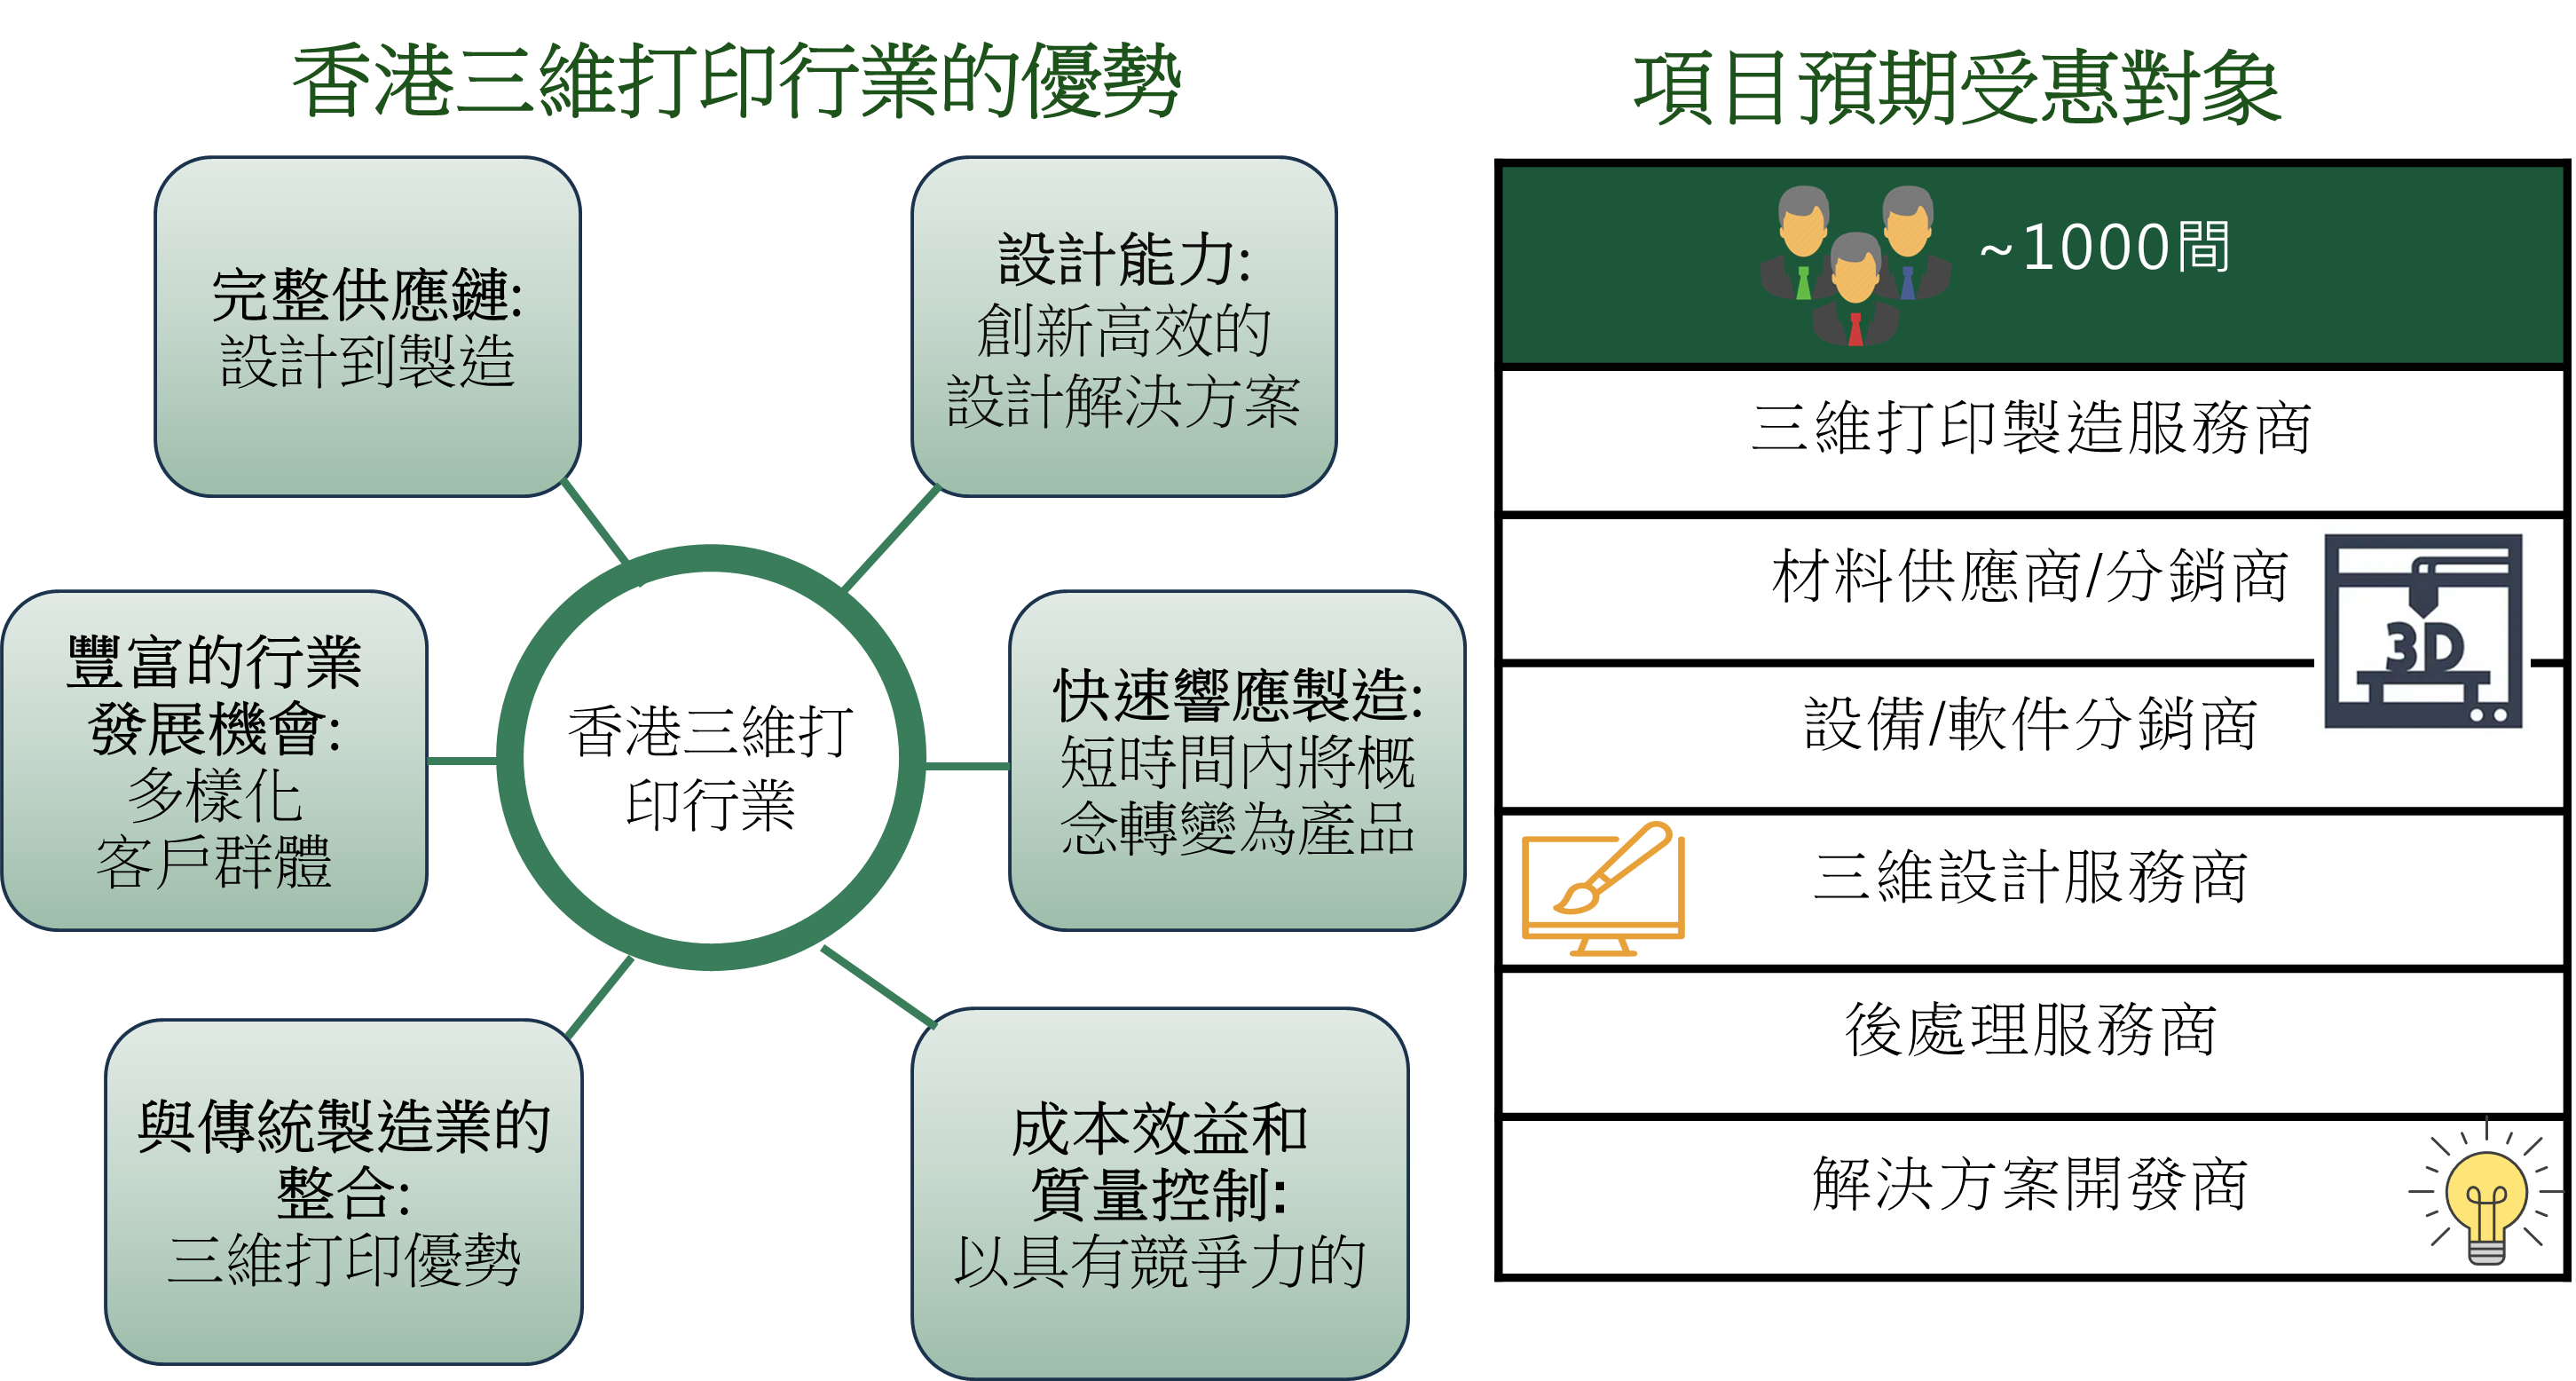 香港三維打印行業的優勢
完整供應鏈:
設計到製造
設計能力:
創新高效的
設計解決方案
豐富的行業
發展機會:
多樣化
客戶群體
香港三維打
印行業
快速響應製造:
短時間內將概
念轉變為產品
與傳統製造業的
整合:
三維打印優勢
成本效益和
質量控制:
以具有競爭力的
項目預期受惠對象
~1000間
三維打印製造服務商
材料供應商/分銷商
3D
設備/軟件分銷商
三維設計服務商
後處理服務商
解決方案開發商